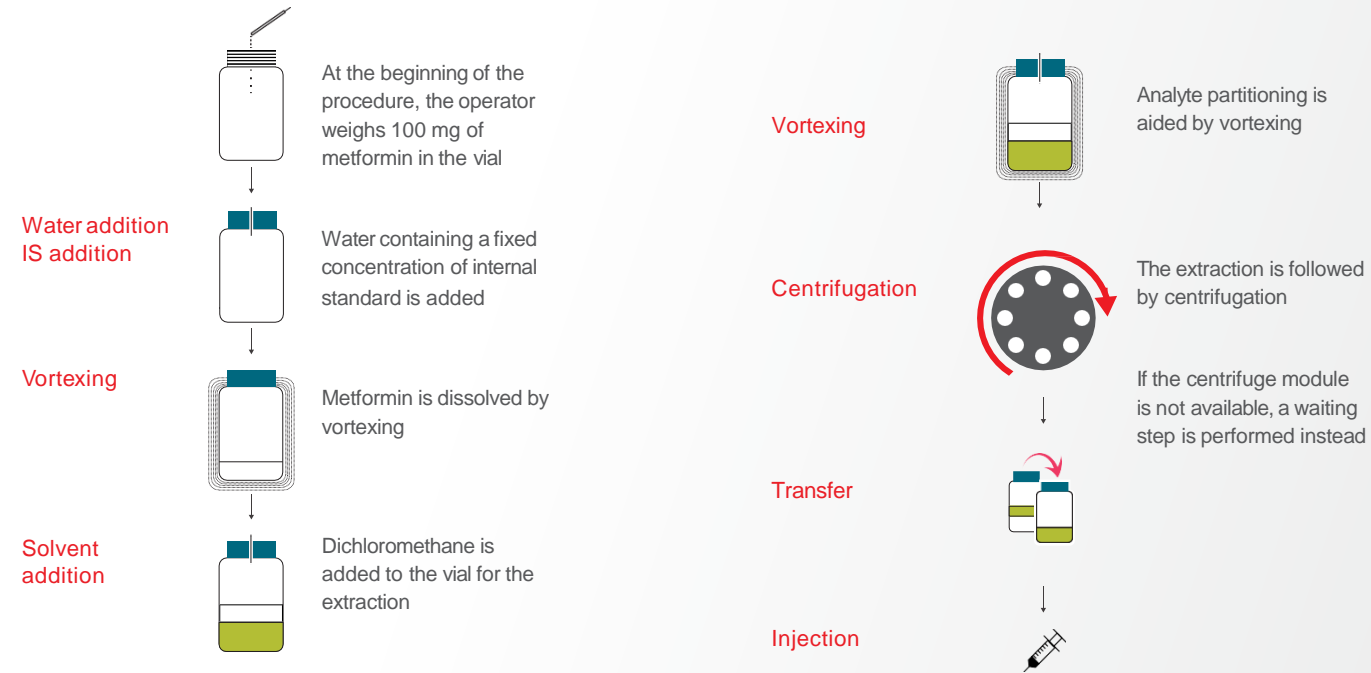 At the beginning of the
procedure, the operator
weighs 100 mg of
metformin in the vial
Water addition
IS addition
Water containing a fixed
concentration of internal
standard is added
Vortexing
Metformin is dissolved by
vortexing
Solvent
addition
Dichloromethane is
added to the vial for the
extraction
Vortexing
Analyte partitioning is
aided by vortexing
Centrifugation
The extraction is followed
by centrifugation
If the centrifuge module
is not available, a waiting
step is performed instead
Transfer
Injection